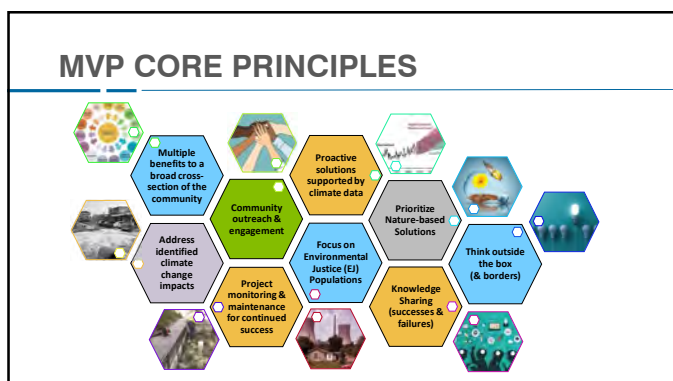 MVP CORE PRINCIPLES
Multiple
benefits to a
broad cross-
section of the
community
Community
outreach &
engagement
Proactive
solutions
supported by
climate data
Prioritize
Nature-based
Solutions
Address
identified
climate
change
impacts
Focus on
Environmental
Justice (EJ)
Populations
Think outside
the box
(& borders)
Project
monitoring &
maintenance
for continued
success
Knowledge
Sharing
(successes &
failures)